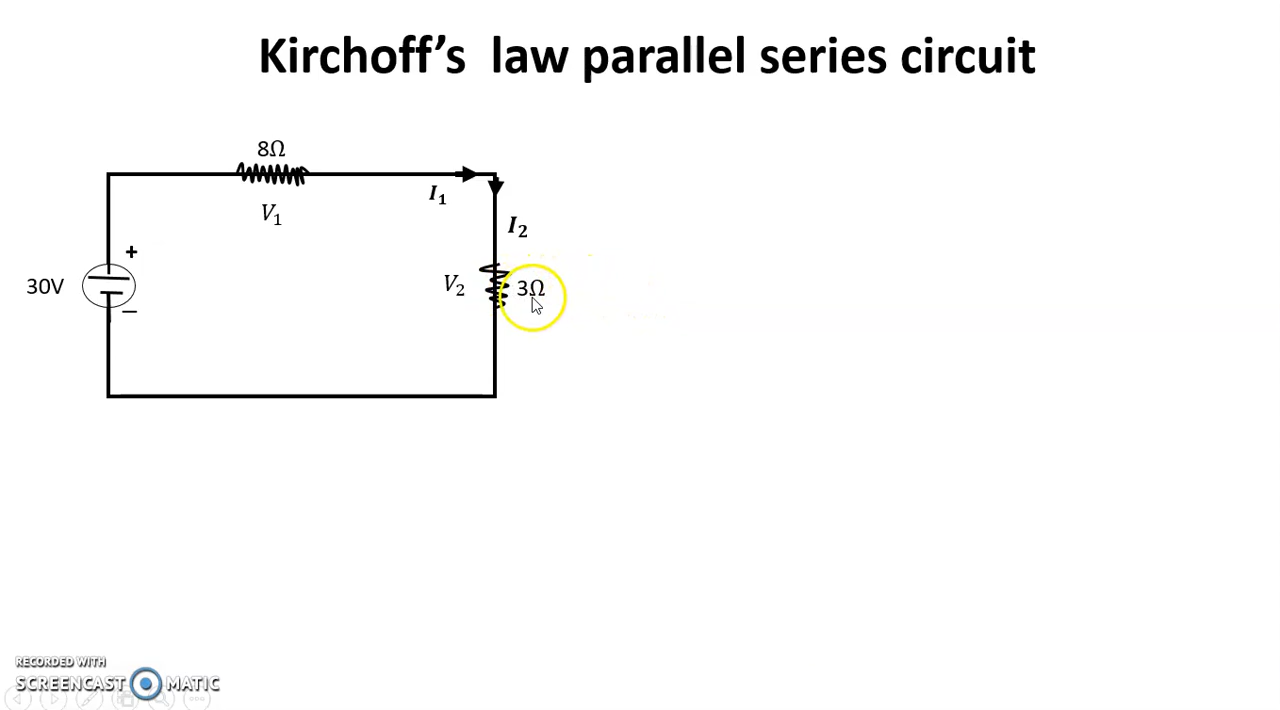 Kirchoff’s law parallel series circuit
8Ω
I₁
V₁
+
I₂
30V
V₂ 3Ω
–
RECORDED WITH
SCREENCAST MATIC